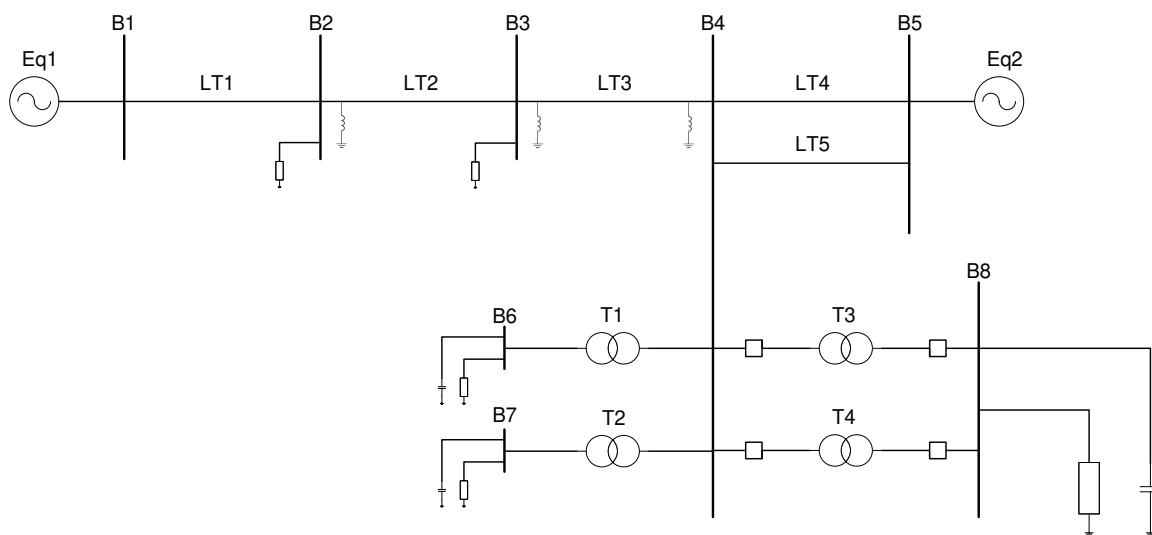 B1 B2 B3 B4 B5
Eq1 Eq2
LT1 LT2 LT3 LT4
LT5
B8
B6 T1 T3
B7 T2 T4